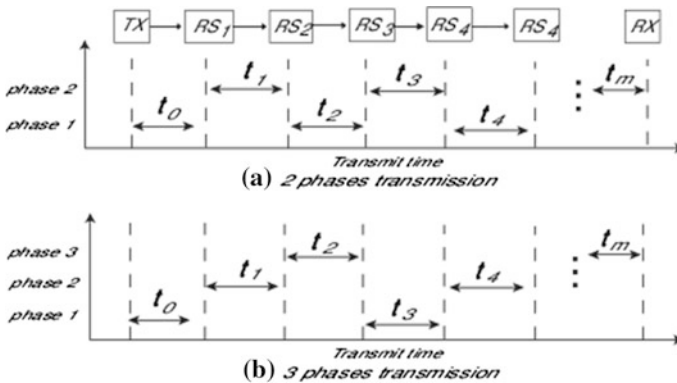 TX RS1 RS2 RS3 RS4 RS4 RX
phase 2
t1 t3 tm
phase 1
t0 t2 t4
Transmit time
(a) 2 phases transmission
phase 3
t2 tm
phase 2
t1 t4
phase 1
t0 t3
Transmit time
(b) 3 phases transmission